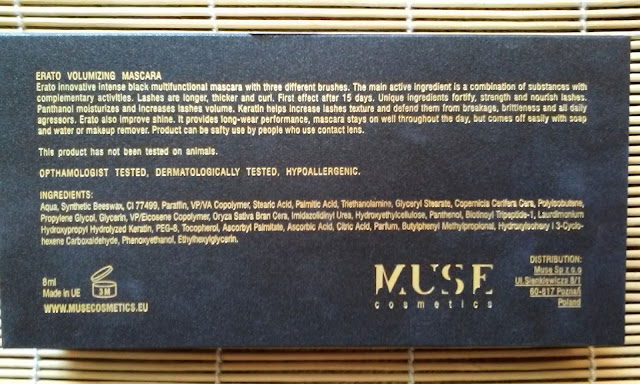 ERATO VOLUMIZING MASCARA
Erato innovative intense black multifunctional mascara with three different brushes. The main active ingredient is a combination of substances with
complementary activities. Lashes are longer, thicker and curl. First effect after 15 days. Unique ingredients fortify, strength and nourish lashes.
Panthanol moisturizes and increases lashes volume. Keratin helps increase lashes texture and defend them from breakage, brittleness and all daily
agressors. Erato also improve shine. It provides long-wear performance, mascara stays on well throughout the day, but comes off easily with soap
and water or makeup remover. Product can be safty use by people who use contact lens.
This product has not been tested on animals.
OPTHAMOLOGIST TESTED, DERMATOLOGICALLY TESTED, HYPOALLERGENIC.
INGREDIENTS:
Aqua, Synthetic Beeswax, CI 77499, Paraffin, VP/VA Copolymer, Stearic Acid, Palmitic Acid, Triethanolamine, Glyceryl Stearate, Copernicia Cerifera Cera, Polyisobutene,
Propylene Glycol, Glycerin, VP/Eicosene Copolymer, Oryza Sativa Bran Cera, Imidazolidinyl Urea, Hydroxyethylcellulose, Panthenol, Biotinoyl Tripeptide-1, Laurdimonium
Hydroxypropyl Hydrolyzed Keratin, PEG-8, Tocopherol, Ascorbyl Palmitate, Ascorbic Acid, Citric Acid, Parfum, Butylphenyl Methylpropional, 3-Cyclo-
hexene Carboxaldehyde, Phenoxyethanol, Ethylhexylglycerin.
8ml
Made in UE
3M
WWW.MUSECOSMETICS.EU
MUSE
cosmetics
DISTRIBUTION:
Muse Sp z.o.o
Ul.Sienkiewicza 8/1
60-817 Poznań
Poland